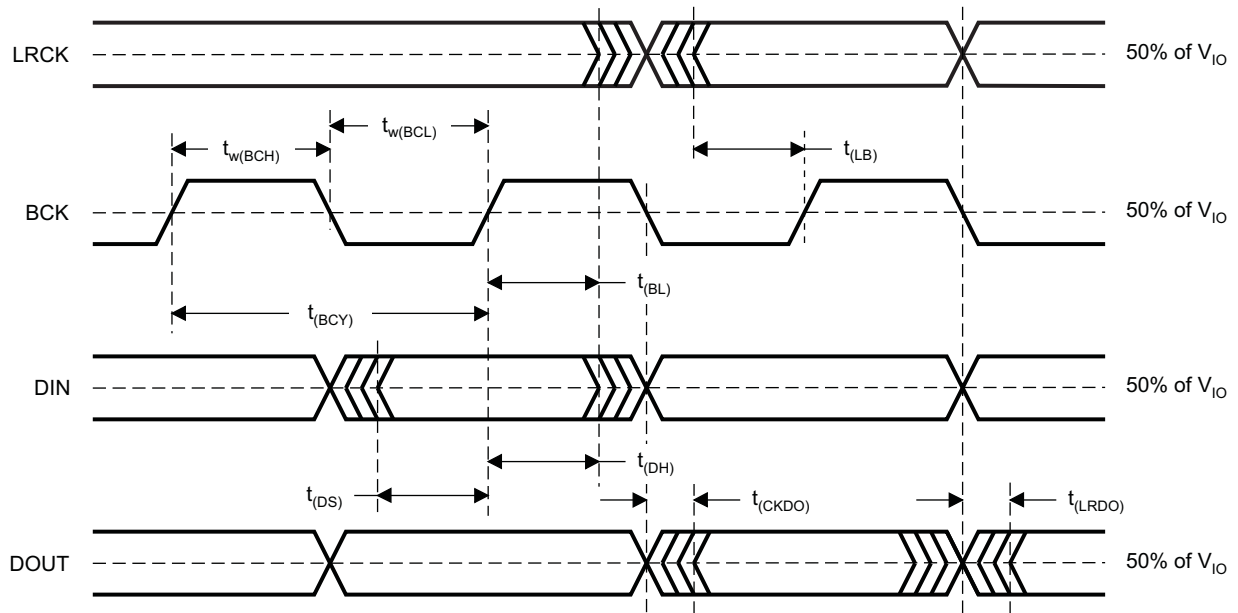 LRCK
50% of V_IO
t_w(BCL)
t_w(BCH)
t_(LB)
BCK
50% of V_IO
t_(BL)
t_(BCY)
DIN
50% of V_IO
t_(DH)
t_(DS)
t_(CKDO)
t_(LRDO)
DOUT
50% of V_IO